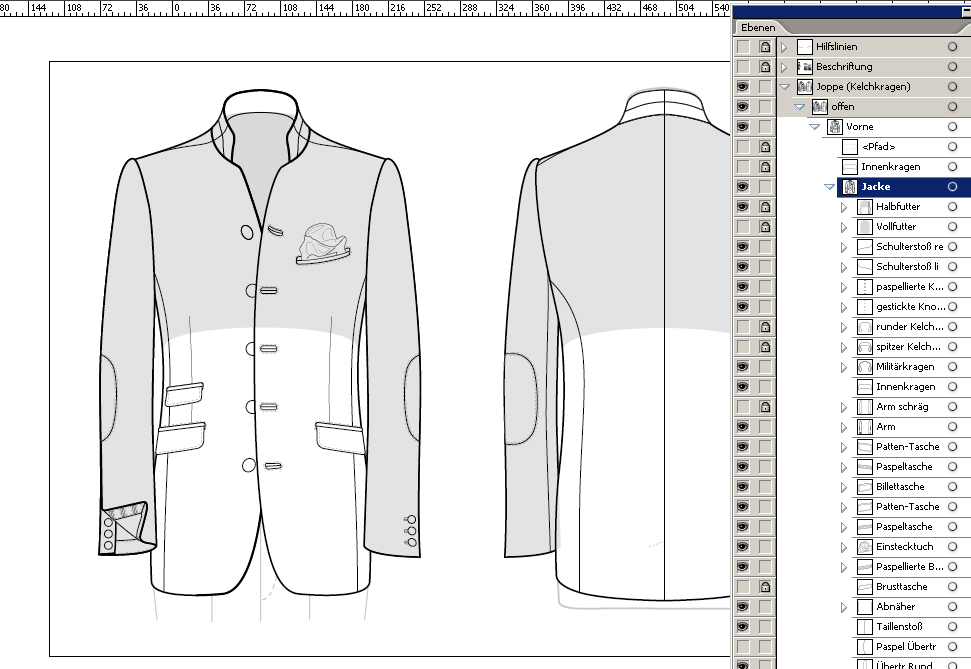 80 144 108 72 36 0 36 72 108 144 216 252 288 324 360 396 432 468 504 540
Ebenen
Hilfslinien
Beschriftung
Joppe (Kelchkragen)
offen
Vorne
<Pfad>
Innenkragen
Jacke
Halbfutter
Vollfutter
Schulterstoß re
Schulterstoß li
paspellierte K...
gestickte Kno...
runder Kelch...
spitzer Kelch...
Militärkragen
Innenkragen
Arm schräg
Arm
Patten-Tasche
Paspeltasche
Billettasche
Patten-Tasche
Paspeltasche
Einstecktuch
Paspellierte B...
Brusttasche
Abnäher
Taillenstoß
Paspel Übertr
Übertr Rund